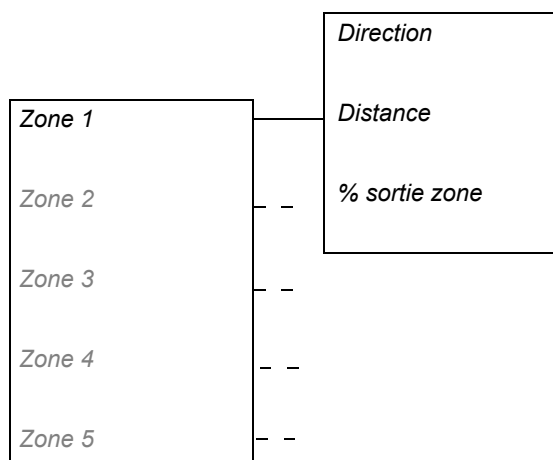 Direction
Distance
% sortie zone
Zone 1
Zone 2
Zone 3
Zone 4
Zone 5